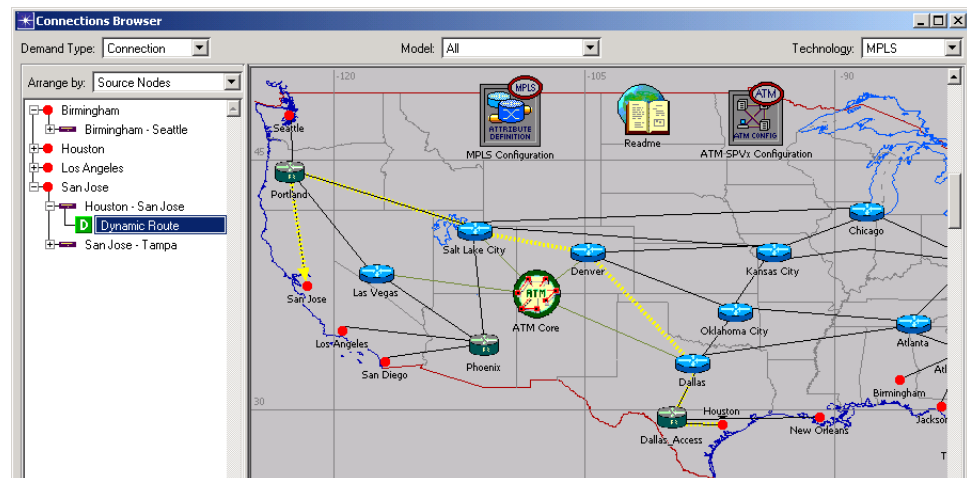 Connections Browser
Demand Type: Connection
Model: All
Technology: MPLS
Arrange by: Source Nodes
Birmingham
Birmingham - Seattle
Houston
Los Angeles
San Jose
Houston - San Jose
D Dynamic Route
San Jose - Tampa
-120
-105
-90
MPLS
ATM
Seattle
ATTRIBUTE
DEFINITION
MPLS Configuration
Readme
ATM CONFIG
ATM SPVx Configuration
45
Portland
Chicago
Salt Lake City
Denver
Kansas City
San Jose
Las Vegas
ATM
ATM Core
Oklahoma City
Los Angeles
Phoenix
Atlanta
San Diego
Dallas
Birmingham
Atl
30
Houston
Dallas_Access
New Orleans
Jackson
T